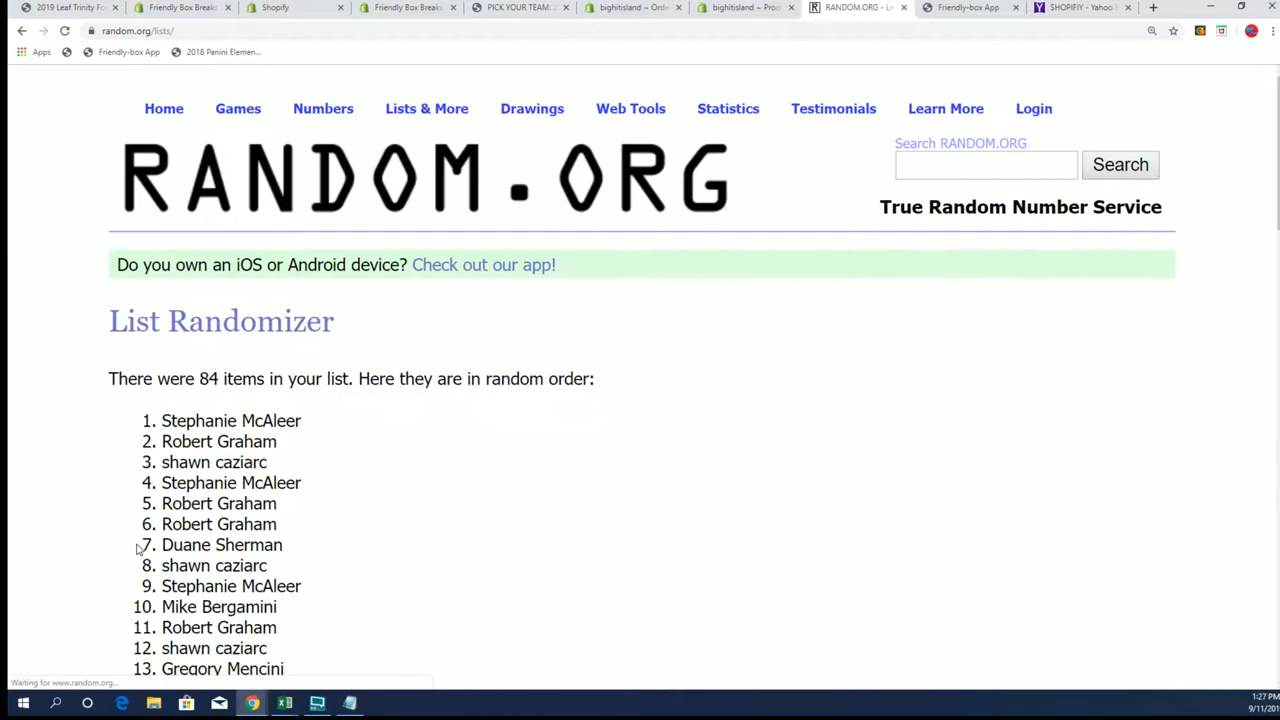 2019 Leaf Trinity Fo
Friendly Box Breaks
Shopify
Friendly Box Breaks
PICK YOUR TEAM:
bighitisland ~ Orde
bighitisland ~ Prod
RANDOM.ORG - Li
Friendly-box App
SHOPIFIY - Yahoo
random.org/lists/
Apps
Friendly-box App
2018 Panini Elemen...
Home Games Numbers Lists & More Drawings Web Tools Statistics Testimonials Learn More Login
RANDOM.ORG
Search RANDOM.ORG
Search
True Random Number Service
Do you own an iOS or Android device? Check out our app!
List Randomizer
There were 84 items in your list. Here they are in random order:
1. Stephanie McAleer
2. Robert Graham
3. shawn caziarc
4. Stephanie McAleer
5. Robert Graham
6. Robert Graham
7. Duane Sherman
8. shawn caziarc
9. Stephanie McAleer
10. Mike Bergamini
11. Robert Graham
12. shawn caziarc
13. Gregory Mencini
Waiting for www.random.org...
1:27 PM
9/11/201